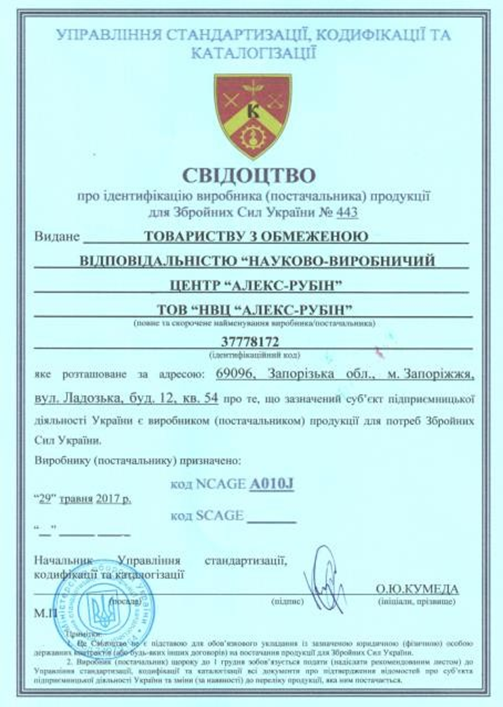 УПРАВЛІННЯ СТАНДАРТИЗАЦІЇ, КОДИФІКАЦІЇ ТА
КАТАЛОГІЗАЦІЇ
К
СВІДОЦТВО
про ідентифікацію виробника (постачальника) продукції
для Збройних Сил України № 443
Видане ТОВАРИСТВУ З ОБМЕЖЕНОЮ
ВІДПОВІДАЛЬНІСТЮ “НАУКОВО-ВИРОБНИЧИЙ
ЦЕНТР “АЛЕКС-РУБІН”
ТОВ “НВЦ “АЛЕКС-РУБІН”
(повне та скорочене найменування виробника/постачальника)
37778172
(ідентифікаційний код)
яке розташоване за адресою: 69096, Запорізька обл., м. Запоріжжя,
вул. Ладозька, буд. 12, кв. 54 про те, що зазначений суб’єкт підприємницької
діяльності України є виробником (постачальником) продукції для потреб Збройних
Сил України.
Виробнику (постачальнику) призначено:
код NCAGE A010J
“29” травня 2017 р.
код SCAGE
Начальник Управління стандартизації,
кодифікації та каталогізації
О.Ю.КУМЕДА
(посада) (підпис) (ініціали, прізвище)
М.П
Примітки
1. Це Свідоцтво не є підставою для обов’язкового укладання із зазначеною юридичною (фізичною) особою
державних контрактів (або будь-яких інших договорів) на постачання продукції для Збройних Сил України.
2. Виробник (постачальник) щороку до 1 грудня зобов’язується подати (надіслати рекомендованим листом) до
Управління стандартизації, кодифікації та каталогізації всі документи про підтвердження відомостей про суб’єкта
підприємницької діяльності України та зміни (за наявності) до переліку продукції, яка ним постачається.